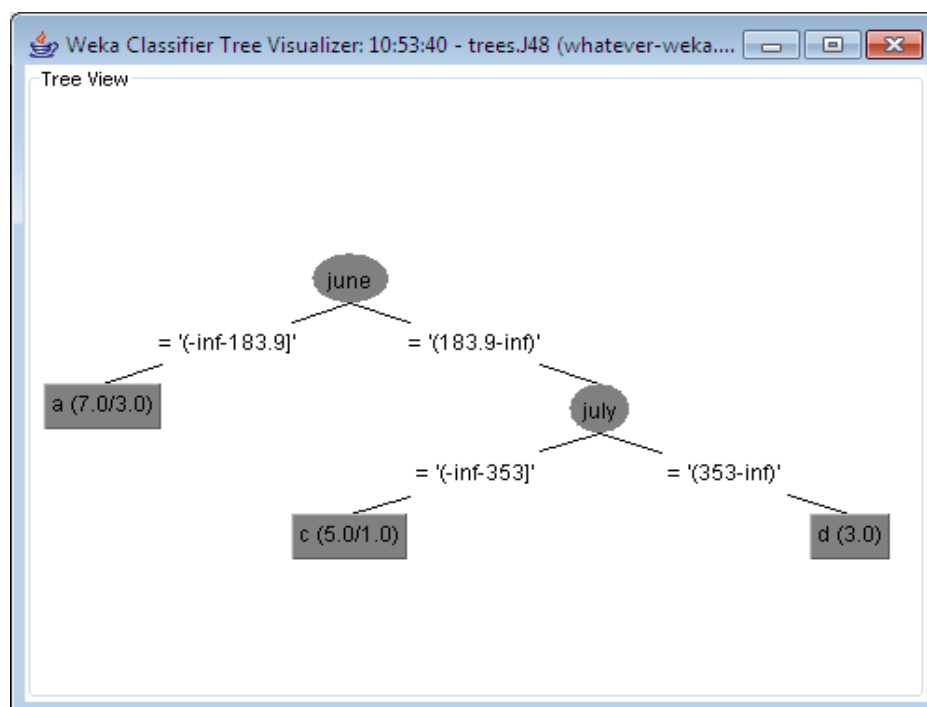 Weka Classifier Tree Visualizer: 10:53:40 - trees.J48 (whatever-weka....
Tree View
june
= '(-inf-183.9]' = '(183.9-inf)'
a (7.0/3.0)
july
= '(-inf-353]' = '(353-inf)'
c (5.0/1.0) d (3.0)